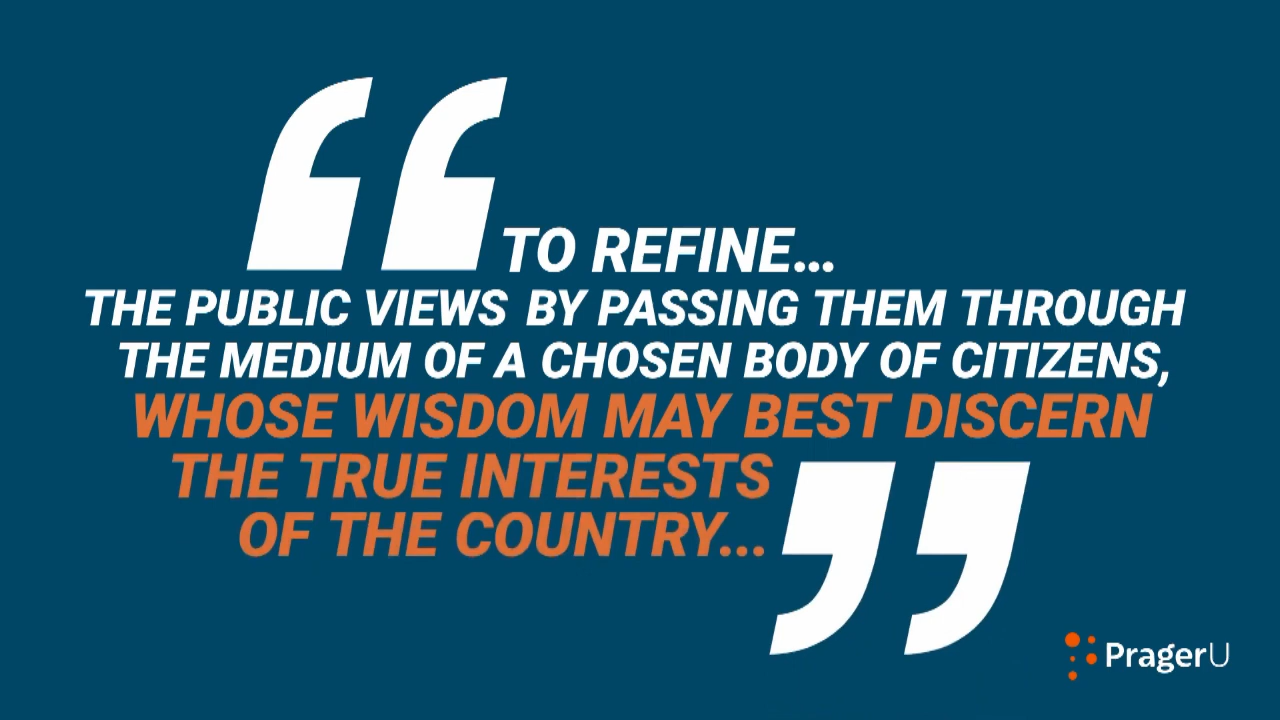 “TO REFINE...
THE PUBLIC VIEWS BY PASSING THEM THROUGH
THE MEDIUM OF A CHOSEN BODY OF CITIZENS,
WHOSE WISDOM MAY BEST DISCERN
THE TRUE INTERESTS
OF THE COUNTRY...”
PragerU